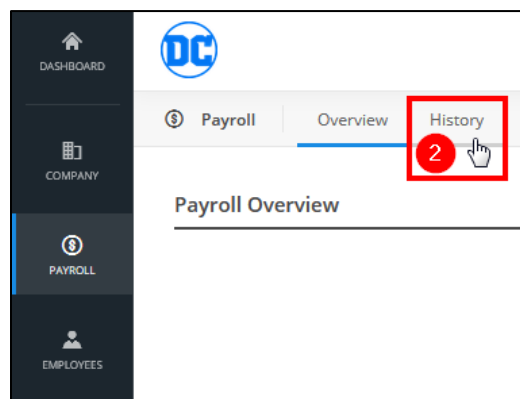 DASHBOARD
DC
Payroll Overview History
2
COMPANY
Payroll Overview
PAYROLL
EMPLOYEES